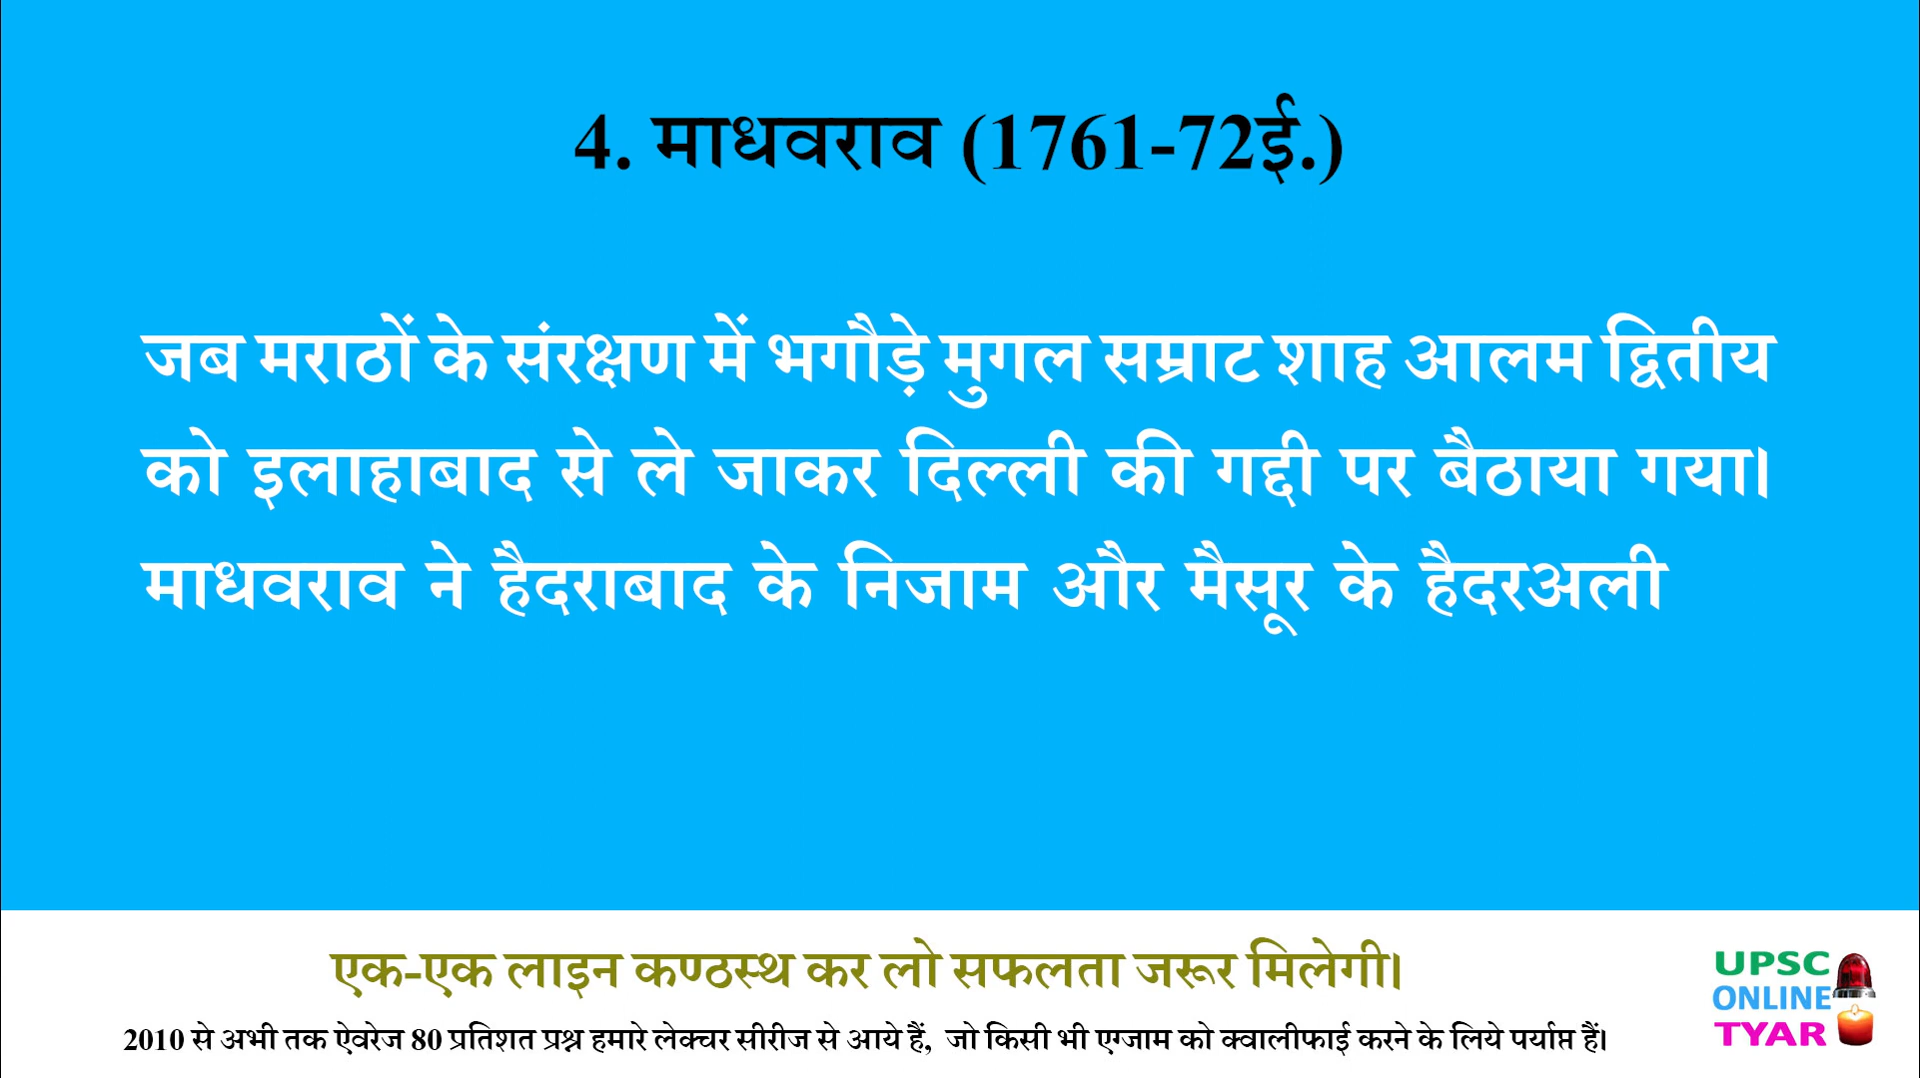 4. माधवराव (1761-72ई.)
जब मराठों के संरक्षण में भगौड़े मुगल सम्राट शाह आलम द्वितीय
को इलाहाबाद से ले जाकर दिल्ली की गद्दी पर बैठाया गया।
माधवराव ने हैदराबाद के निजाम और मैसूर के हैदरअली
एक-एक लाइन कण्ठस्थ कर लो सफलता जरूर मिलेगी।
2010 से अभी तक ऐवरेज 80 प्रतिशत प्रश्न हमारे लेक्चर सीरीज से आये हैं, जो किसी भी एग्जाम को क्वालीफाई करने के लिये पर्याप्त हैं।
UPSC
ONLINE
TYAR